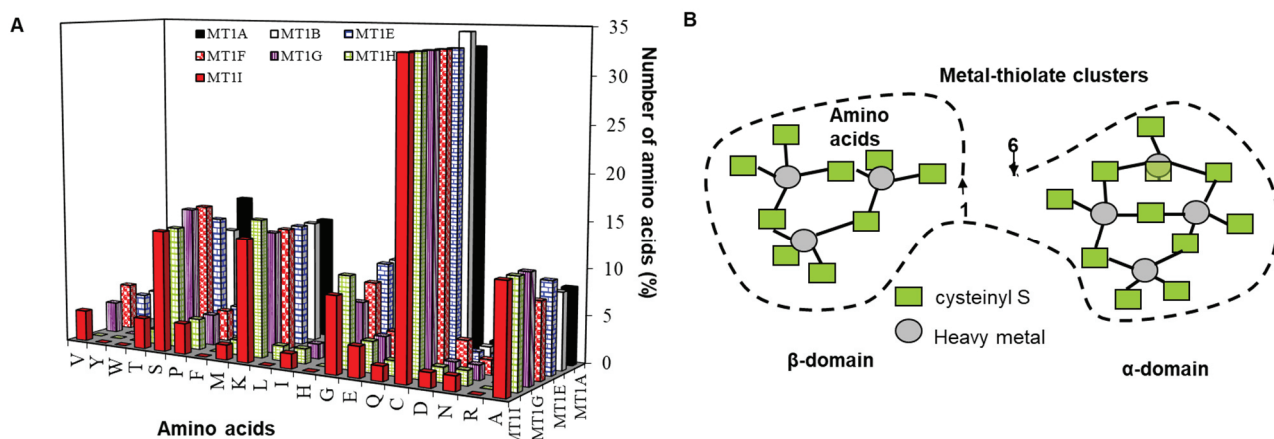 A
MT1A
MT1B
MT1E
MT1F
MT1G
MT1H
MT1I
35
30
25
20
15
10
5
0
Number of amino acids (%)
V
Y
W
T
S
P
F
M
K
L
I
H
G
E
Q
C
D
N
R
A
MT1I
MT1G
MT1E
MT1A
Amino acids
B
Metal-thiolate clusters
Amino
acids
6
1
cysteinyl S
Heavy metal
β-domain
α-domain